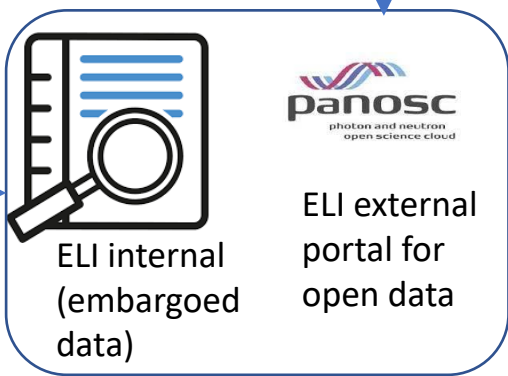 panosc
photon and neutron
open science cloud
ELI internal
(embargoed
data)
ELI external
portal for
open data